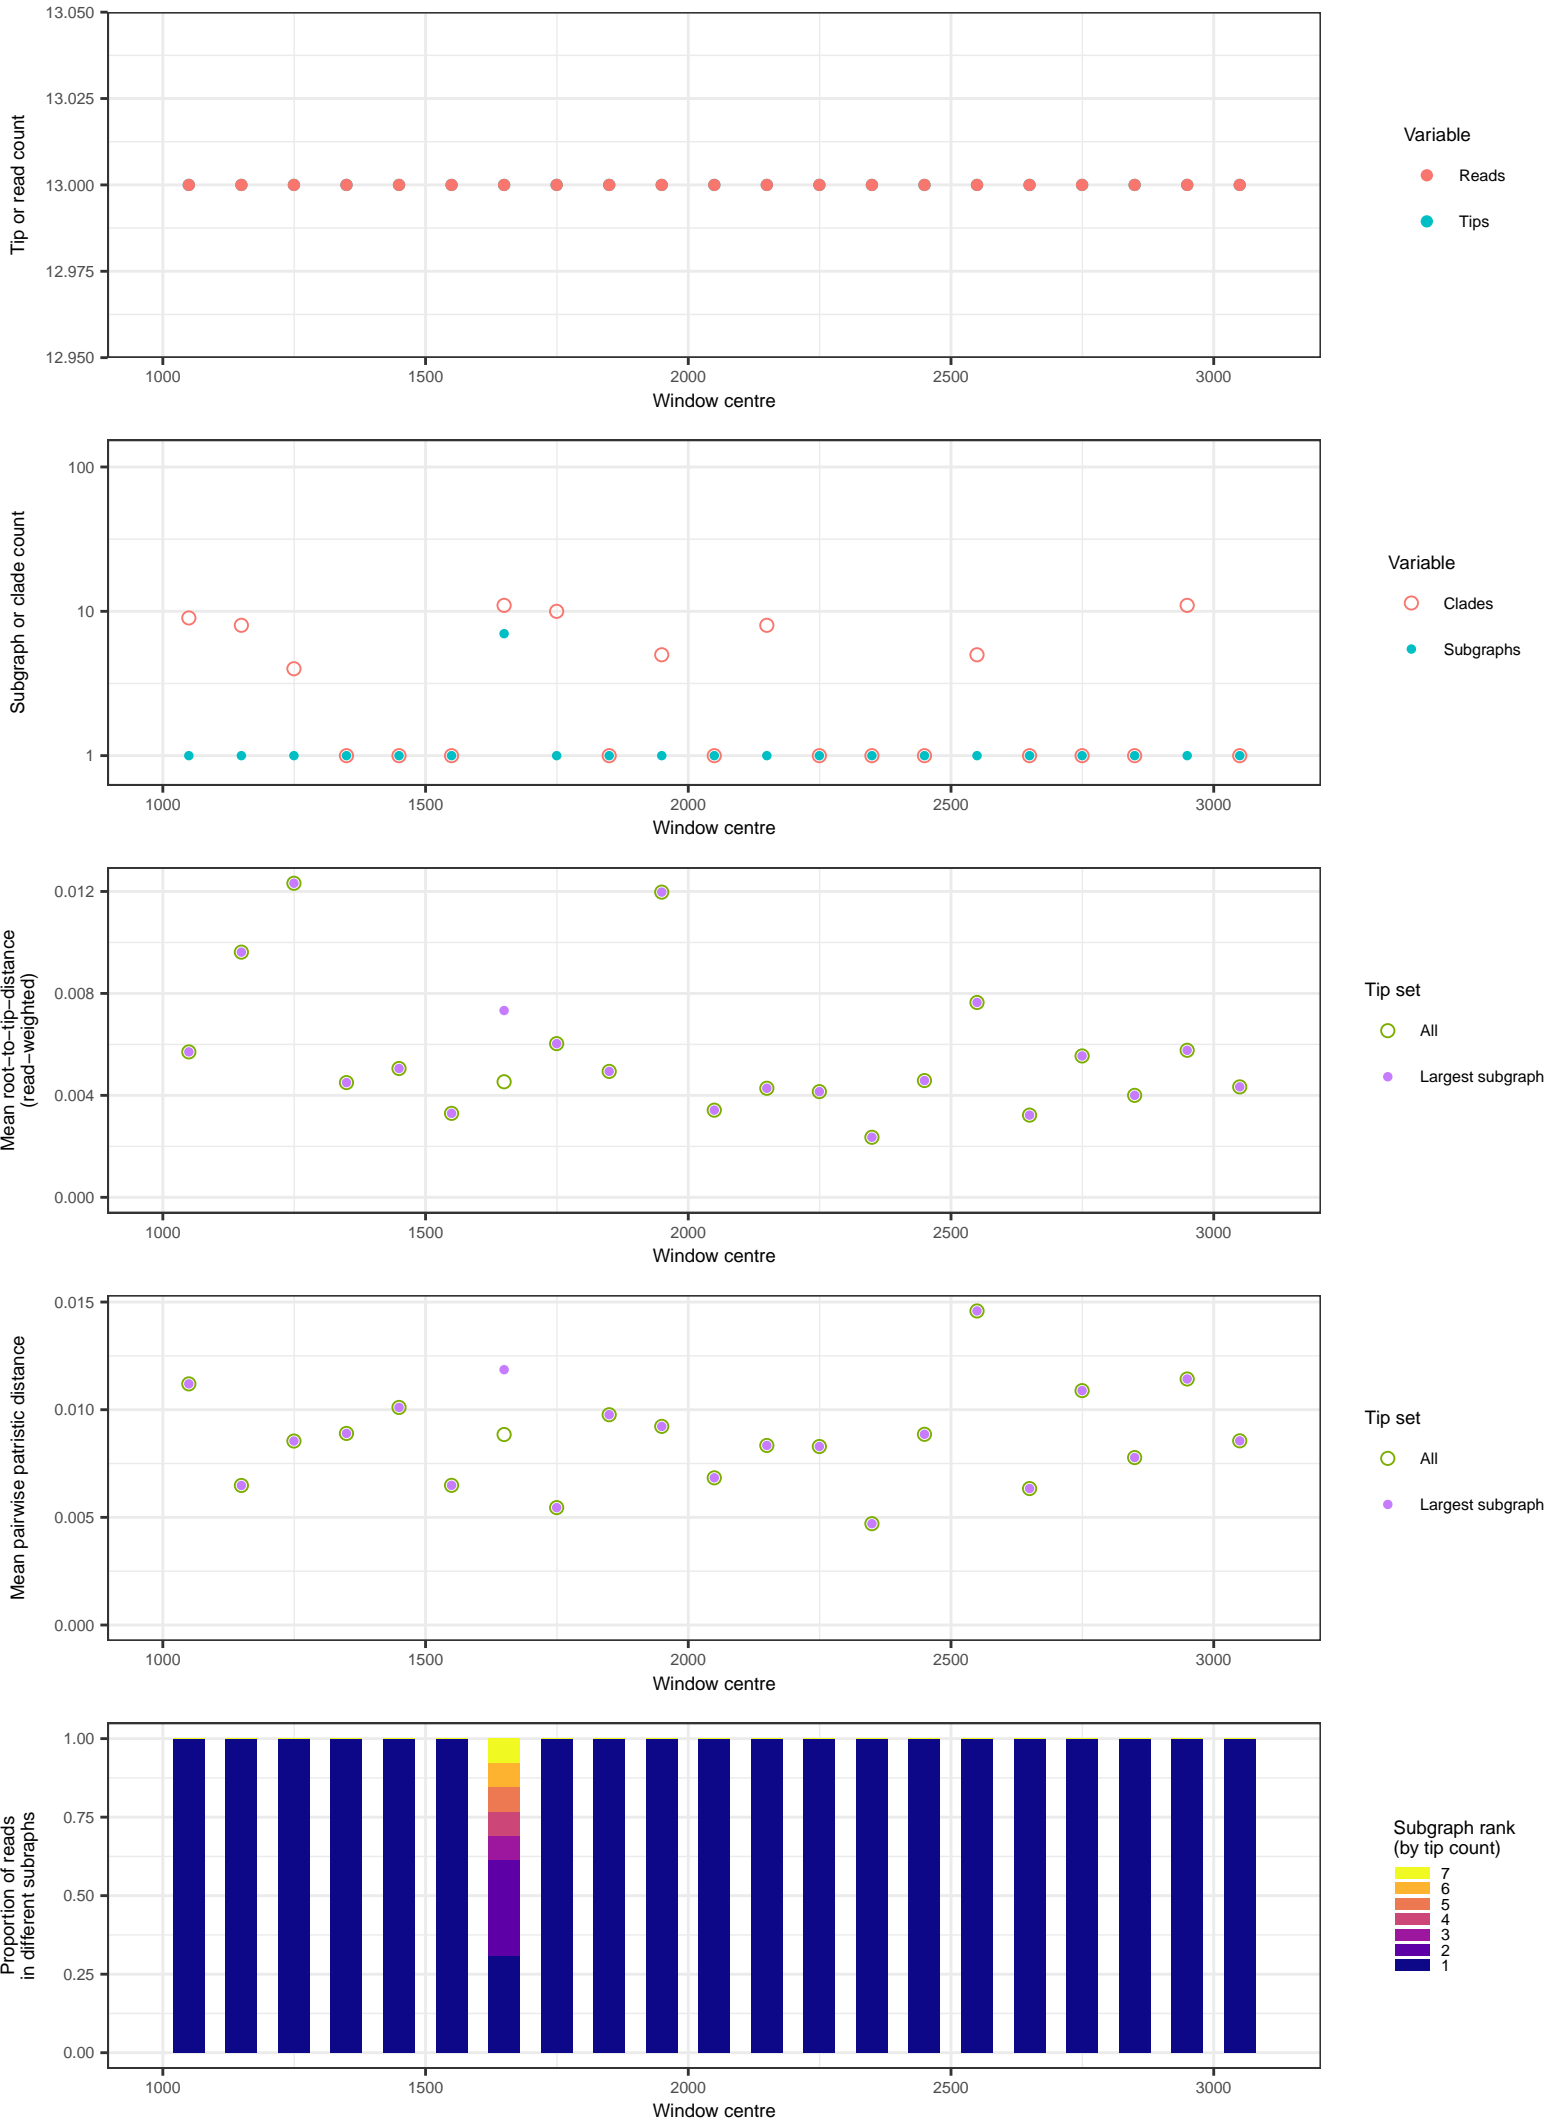 13.050
13.025
13.000
12.975
12.950
Tip or read count
1000 1500 2000 2500 3000
Window centre
Variable
Reads
Tips
100
10
1
Subgraph or clade count
1000 1500 2000 2500 3000
Window centre
Variable
Clades
Subgraphs
0.012
0.008
0.004
0.000
Mean root−to−tip−distance
(read−weighted)
1000 1500 2000 2500 3000
Window centre
Tip set
All
Largest subgraph
0.015
0.010
0.005
0.000
Mean pairwise patristic distance
1000 1500 2000 2500 3000
Window centre
Tip set
All
Largest subgraph
1.00
0.75
0.50
0.25
0.00
Proportion of reads
in different subraphs
1000 1500 2000 2500 3000
Window centre
Subgraph rank
(by tip count)
7
6
5
4
3
2
1